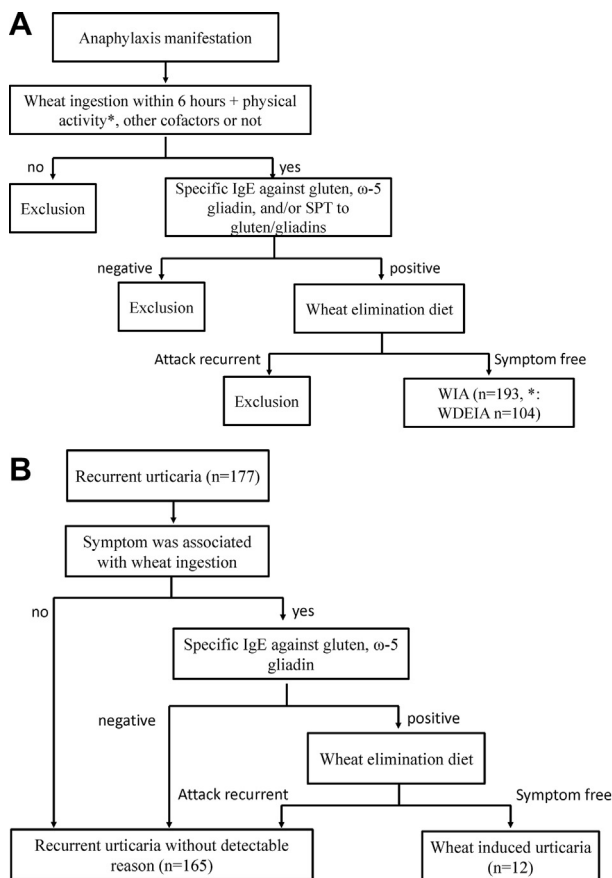 A
Anaphylaxis manifestation
Wheat ingestion within 6 hours + physical
activity*, other cofactors or not
no
yes
Exclusion
Specific IgE against gluten, ω-5
gliadin, and/or SPT to
gluten/gliadins
negative
positive
Exclusion
Wheat elimination diet
Attack recurrent
Symptom free
Exclusion
WIA (n=193, *:
WDEIA n=104)
B
Recurrent urticaria (n=177)
Symptom was associated
with wheat ingestion
no
yes
Specific IgE against gluten, ω-5
gliadin
negative
positive
Wheat elimination diet
Attack recurrent
Symptom free
Recurrent urticaria without detectable
reason (n=165)
Wheat induced urticaria
(n=12)